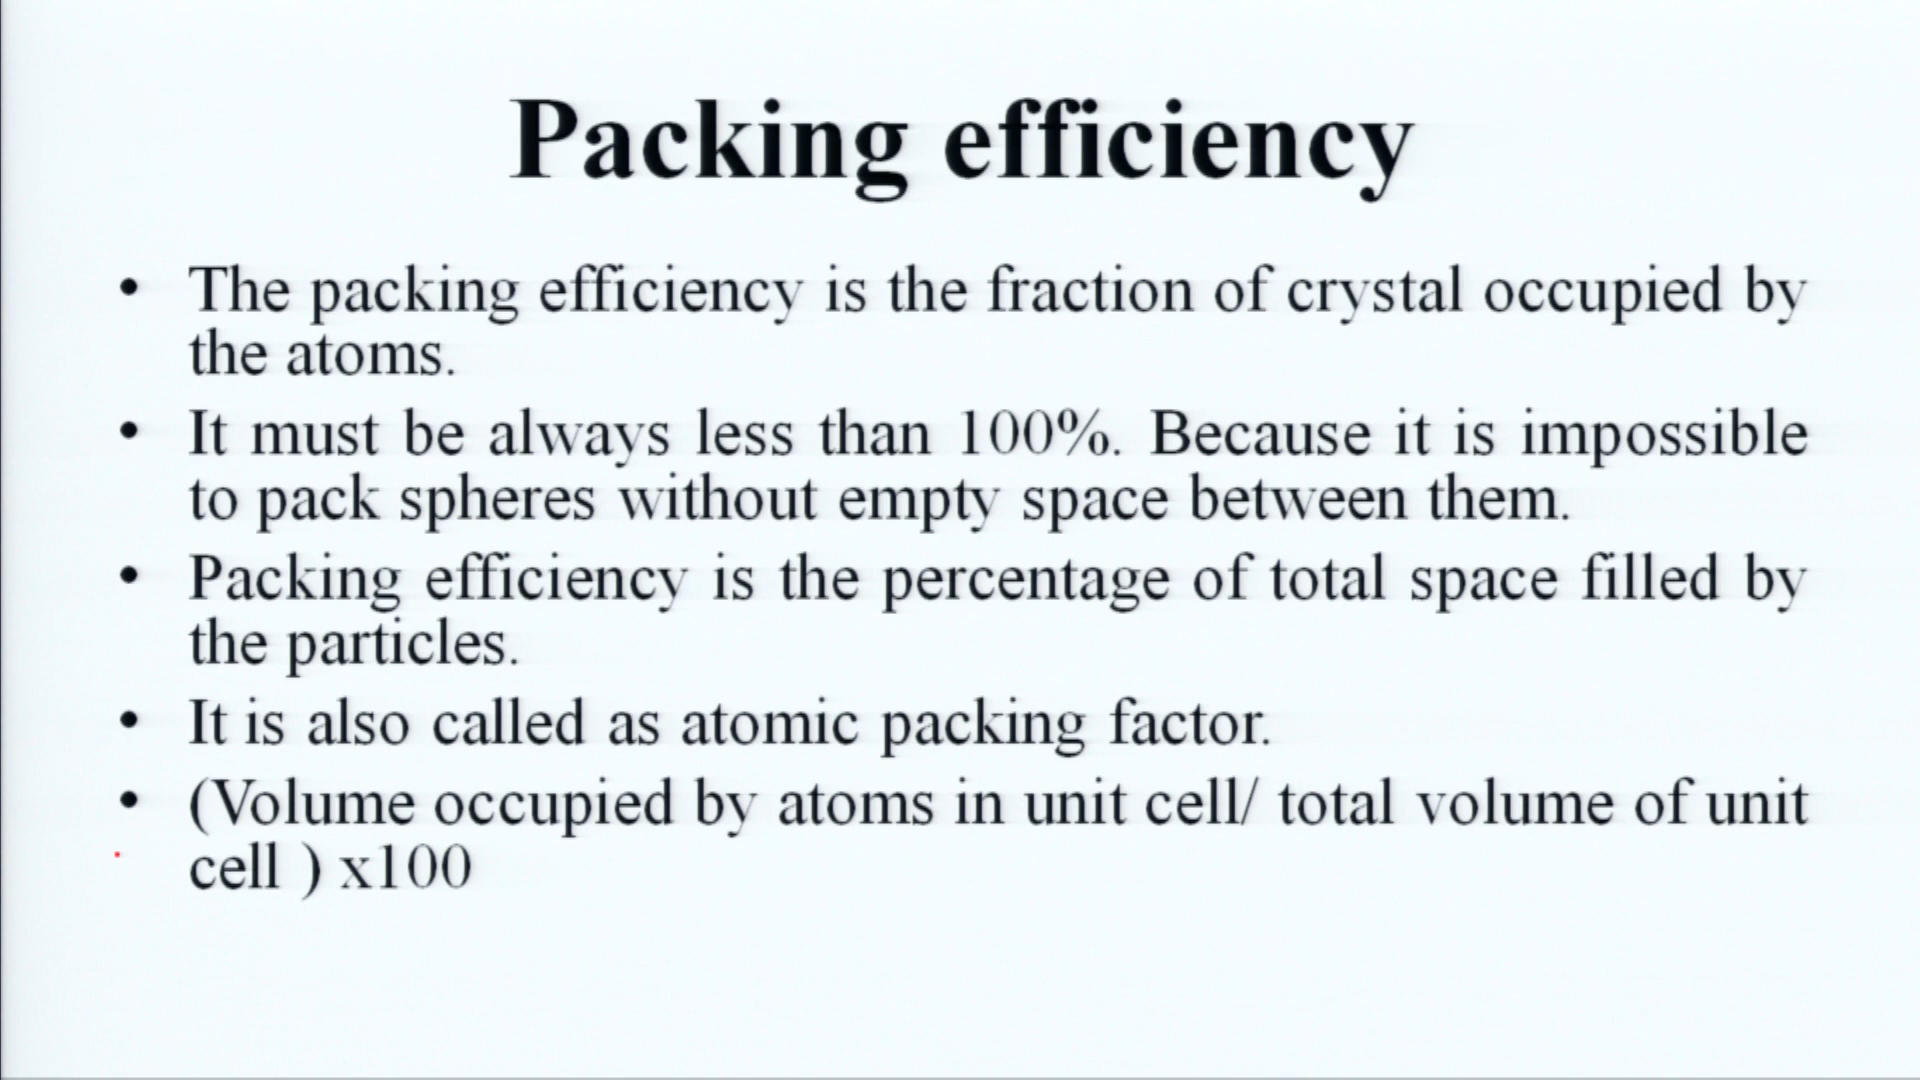 Packing efficiency
• The packing efficiency is the fraction of crystal occupied by
the atoms.
• It must be always less than 100%. Because it is impossible
to pack spheres without empty space between them.
• Packing efficiency is the percentage of total space filled by
the particles.
• It is also called as atomic packing factor.
• (Volume occupied by atoms in unit cell/ total volume of unit
cell ) x100